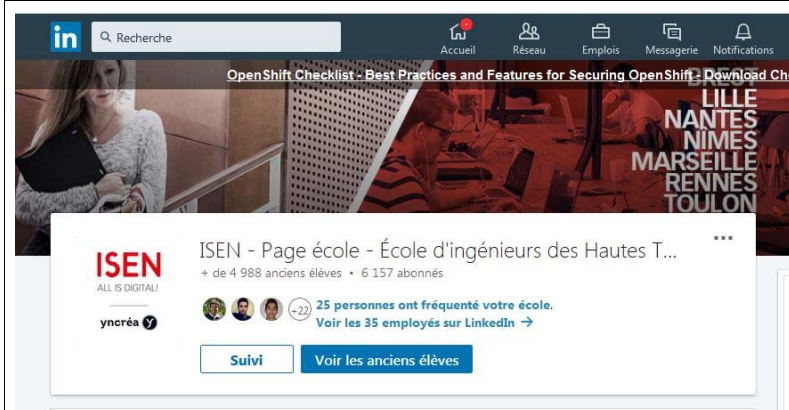 in
Recherche
Accueil
Réseau
Emplois
Messagerie
Notifications
OpenShift Checklist - Best Practices and Features for Securing OpenShift - Download Ch
BREST
LILLE
NANTES
NÎMES
MARSEILLE
RENNES
TOULON
ISEN
ALL IS DIGITAL!
yncréa y
ISEN - Page école - École d'ingénieurs des Hautes T...
+ de 4 988 anciens élèves • 6 157 abonnés
+22
25 personnes ont fréquenté votre école.
Voir les 35 employés sur LinkedIn →
Suivi
Voir les anciens élèves